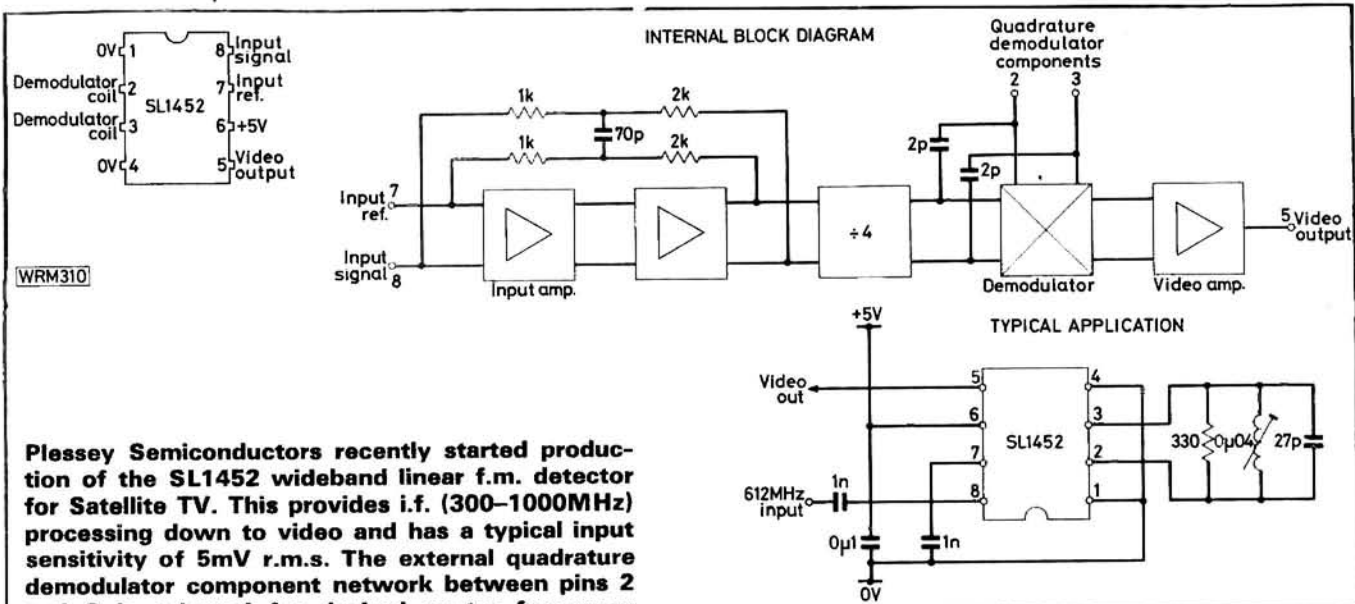 INTERNAL BLOCK DIAGRAM
0V 1
8 Input signal
Demodulator coil 2
7 Input ref.
SL1452
Demodulator coil 3
6 +5V
0V 4
5 Video output
WRM310
Quadrature
demodulator
components
2 3
1k 2k
70p
1k 2k
2p
2p
Input ref. 7
Input signal 8
÷4
5 Video output
Input amp.
Demodulator
Video amp.
TYPICAL APPLICATION
+5V
Video out
5 4
6 3
SL1452
7 2
8 1
330 0µ04 27p
612MHz input
1n
0µ1
1n
0V
Plessey Semiconductors recently started produc-
tion of the SL1452 wideband linear f.m. detector
for Satellite TV. This provides i.f. (300–1000MHz)
processing down to video and has a typical input
sensitivity of 5mV r.m.s. The external quadrature
demodulator component network between pins 2